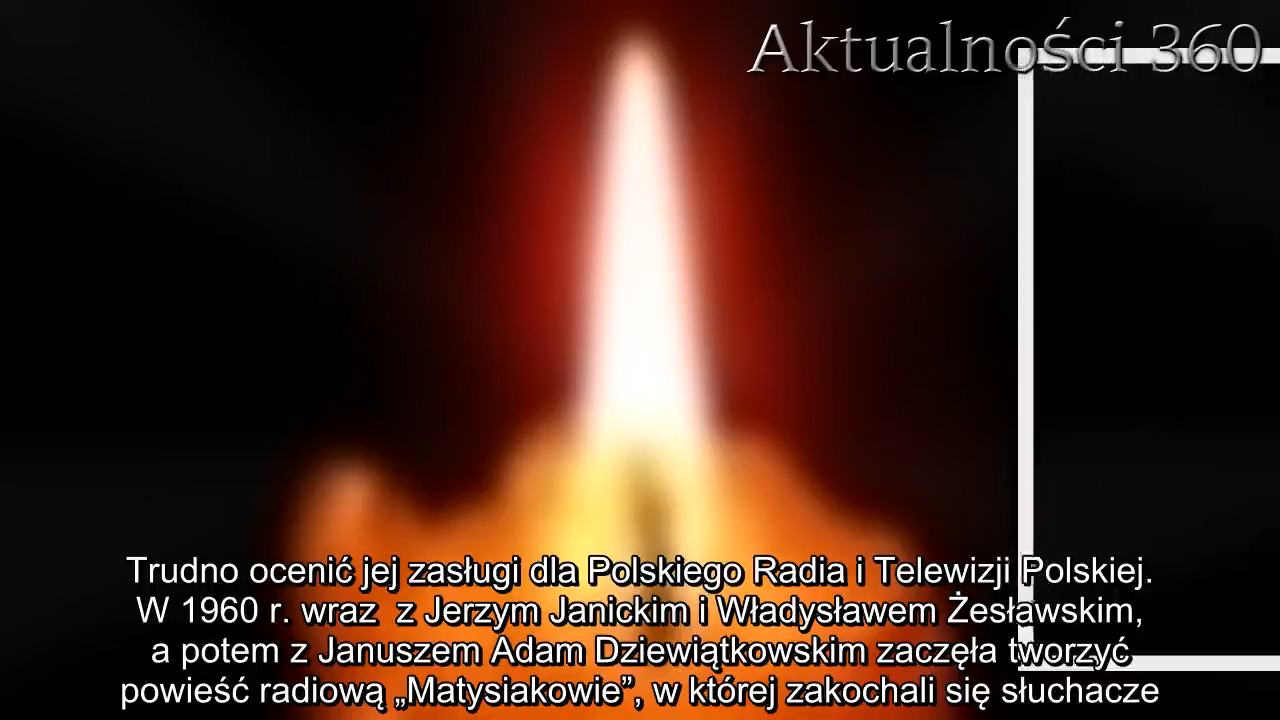 Aktualności 360
Trudno ocenić jej zasługi dla Polskiego Radia i Telewizji Polskiej.
W 1960 r. wraz z Jerzym Janickim i Władysławem Żesławskim,
a potem z Januszem Adam Dziewiątkowskim zaczęła tworzyć
powieść radiową „Matysiakowie”, w której zakochali się słuchacze